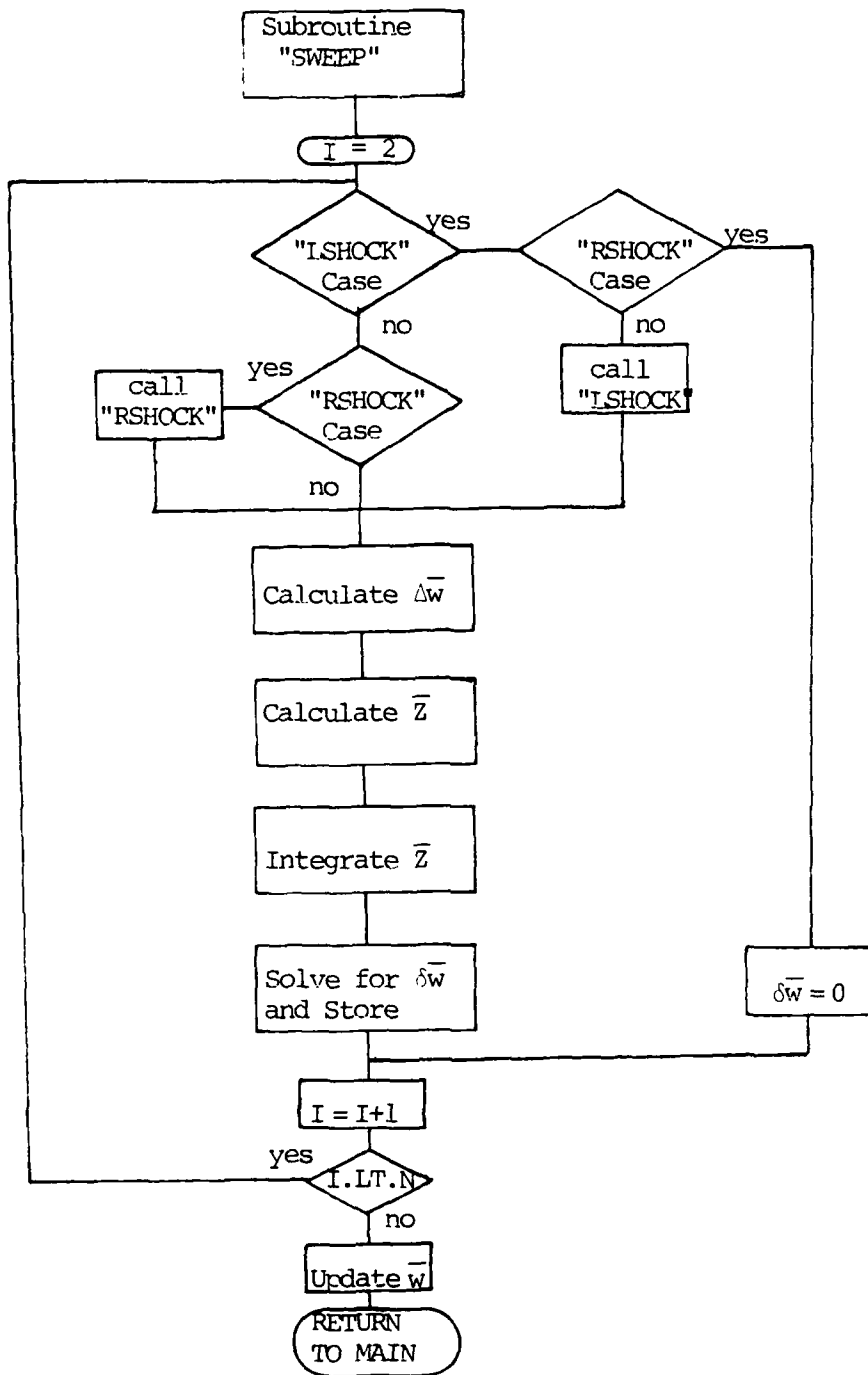 Subroutine
"SWEEP"
I = 2
yes
"LSHOCK"
Case
yes
"RSHOCK"
Case
no
no
call
"LSHOCK"
yes
call
"RSHOCK"
"RSHOCK"
Case
no
Calculate Δw̅
Calculate Z̅
Integrate Z̅
Solve for δw̅
and Store
δw̅ = 0
I = I+1
yes
I.LT.N
no
Update w̅
RETURN
TO MAIN